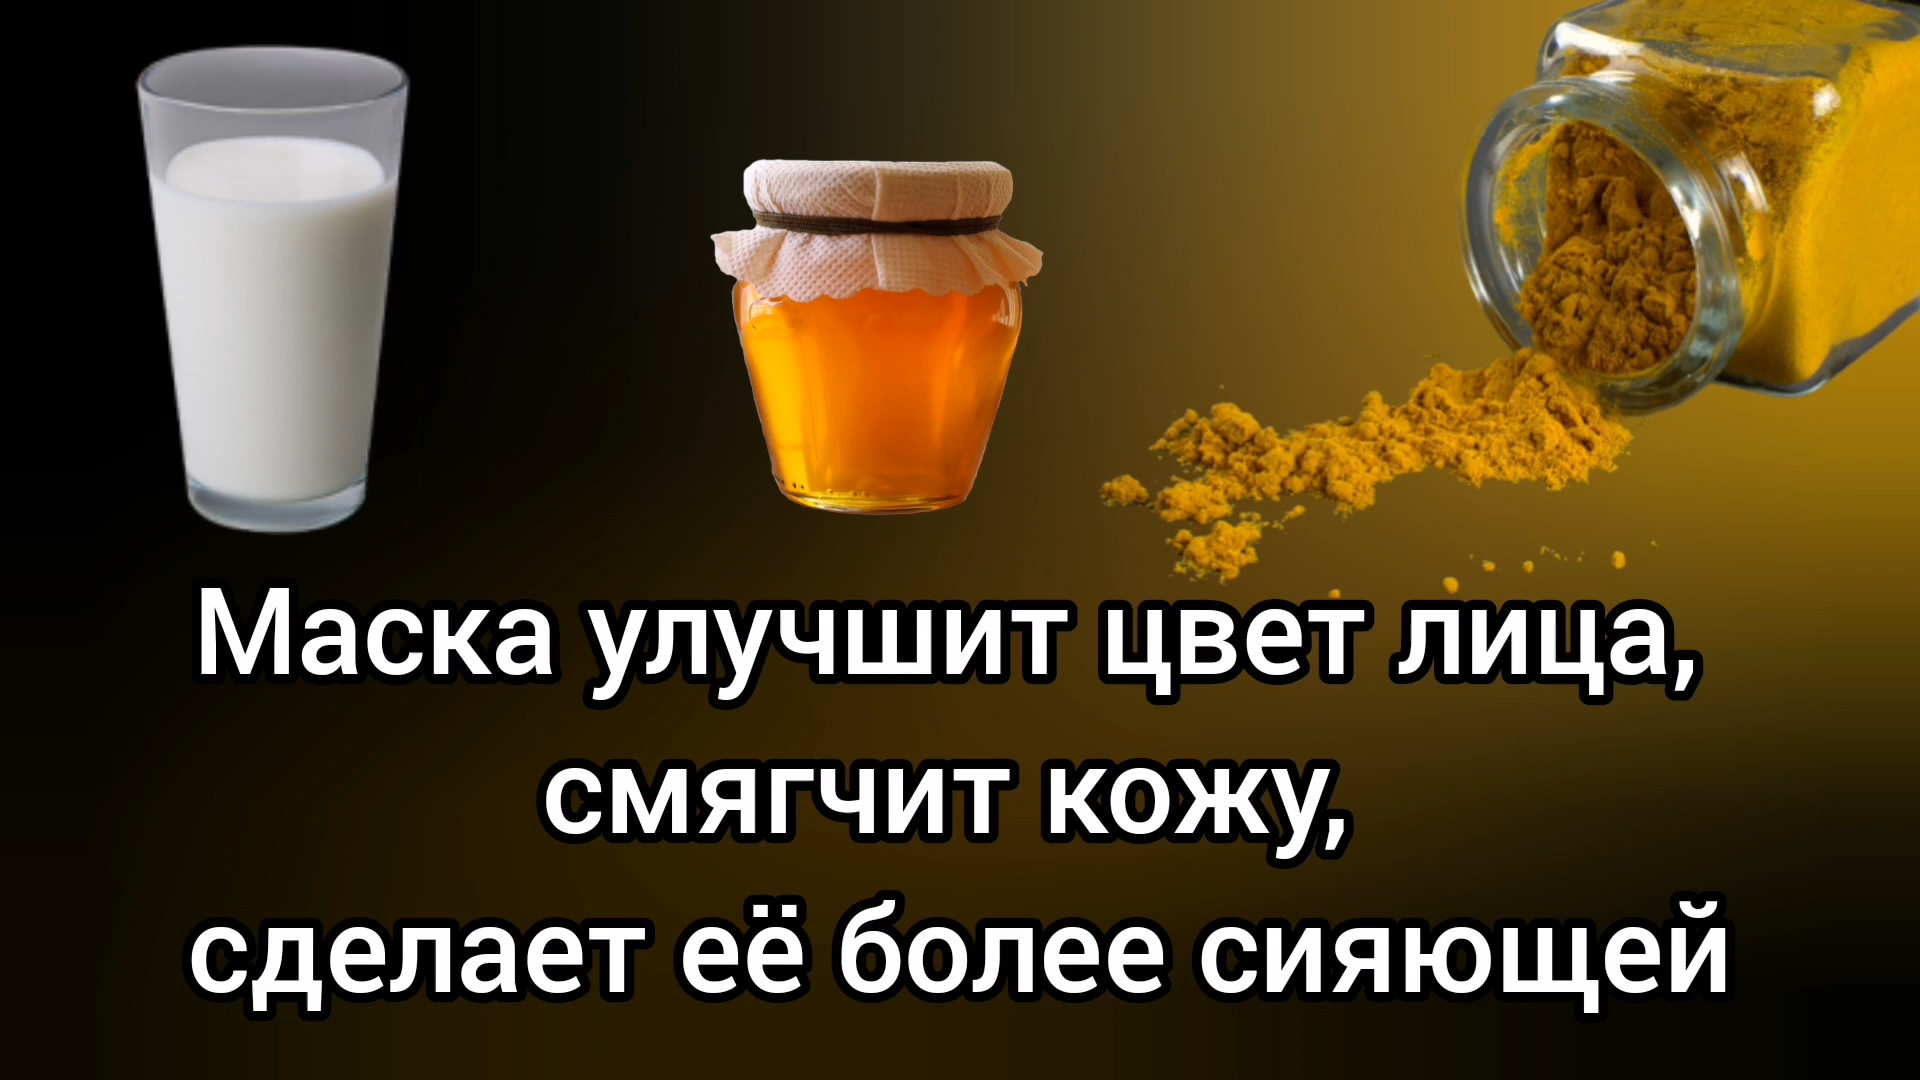 Маска улучшит цвет лица,
смягчит кожу,
сделает её более сияющей